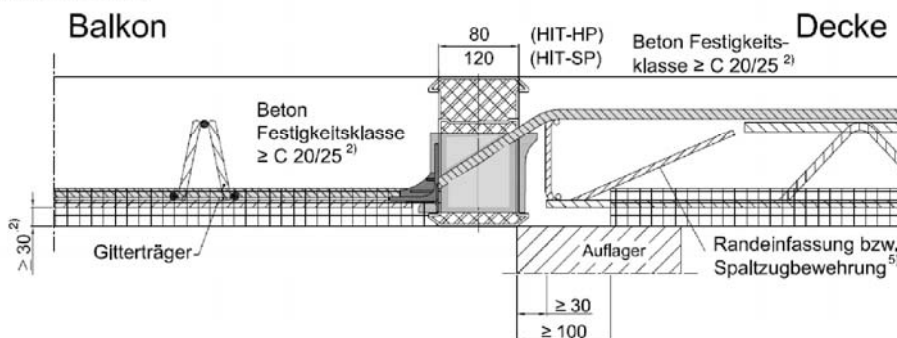 Balkon
80 (HIT-HP)
120 (HIT-SP)
Beton Festigkeits-
klasse ≥ C 20/25 2)
Decke
Beton
Festigkeitsklasse
≥ C 20/25 2)
≥ 30 2)
Gitterträger
Auflager
Randeinfassung bzw.
Spaltzugbewehrung 5)
≥ 30
≥ 100